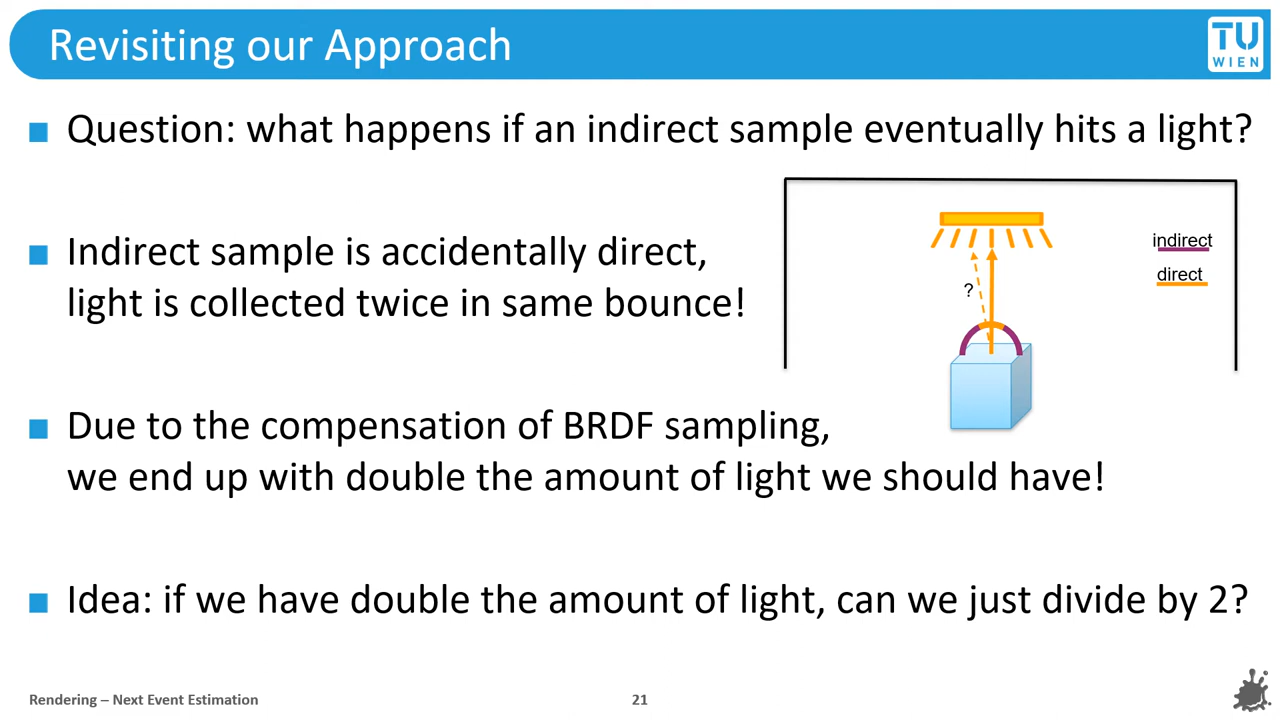 Revisiting our Approach
TU
WIEN
Question: what happens if an indirect sample eventually hits a light?
Indirect sample is accidentally direct,
light is collected twice in same bounce!
indirect
direct
?
Due to the compensation of BRDF sampling,
we end up with double the amount of light we should have!
Idea: if we have double the amount of light, can we just divide by 2?
Rendering – Next Event Estimation
21